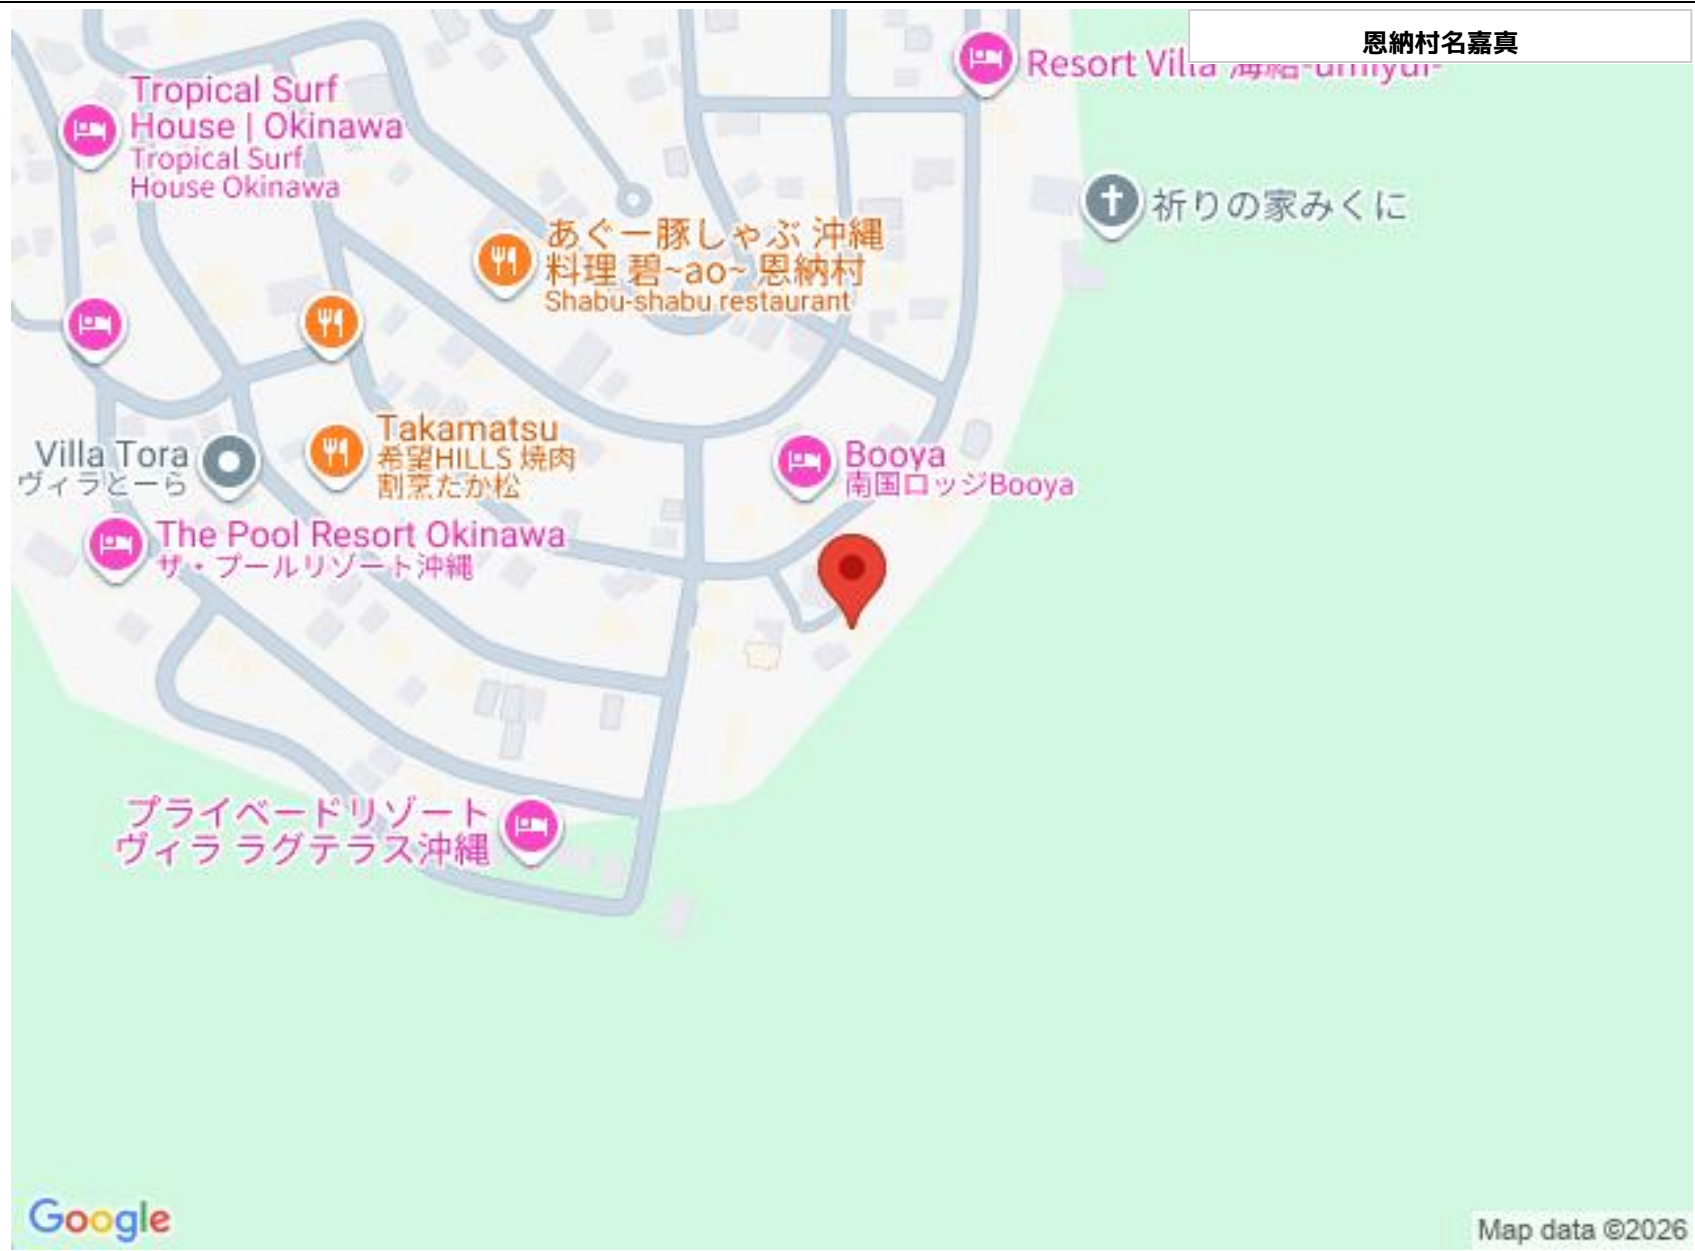 恩納村名嘉真
Resort Villa 海結-umiyui-
Tropical Surf
House | Okinawa
Tropical Surf
House Okinawa
祈りの家みくに
あぐー豚しゃぶ 沖縄
料理 碧~ao~ 恩納村
Shabu-shabu restaurant
Takamatsu
希望HILLS 焼肉
割烹たか松
Villa Tora
ヴィラとーら
Booya
南国ロッジBooya
The Pool Resort Okinawa
ザ・プールリゾート沖縄
プライベードリゾート
ヴィラ ラグテラス沖縄
Google
Map data ©2026